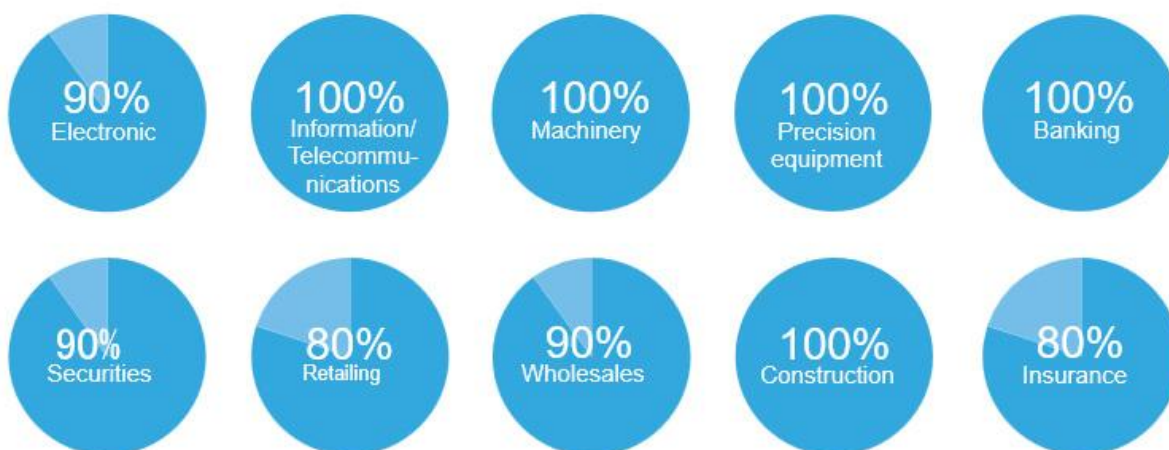 90%
Electronic
100%
Information/
Telecommu-
nications
100%
Machinery
100%
Precision
equipment
100%
Banking
90%
Securities
80%
Retailing
90%
Wholesales
100%
Construction
80%
Insurance